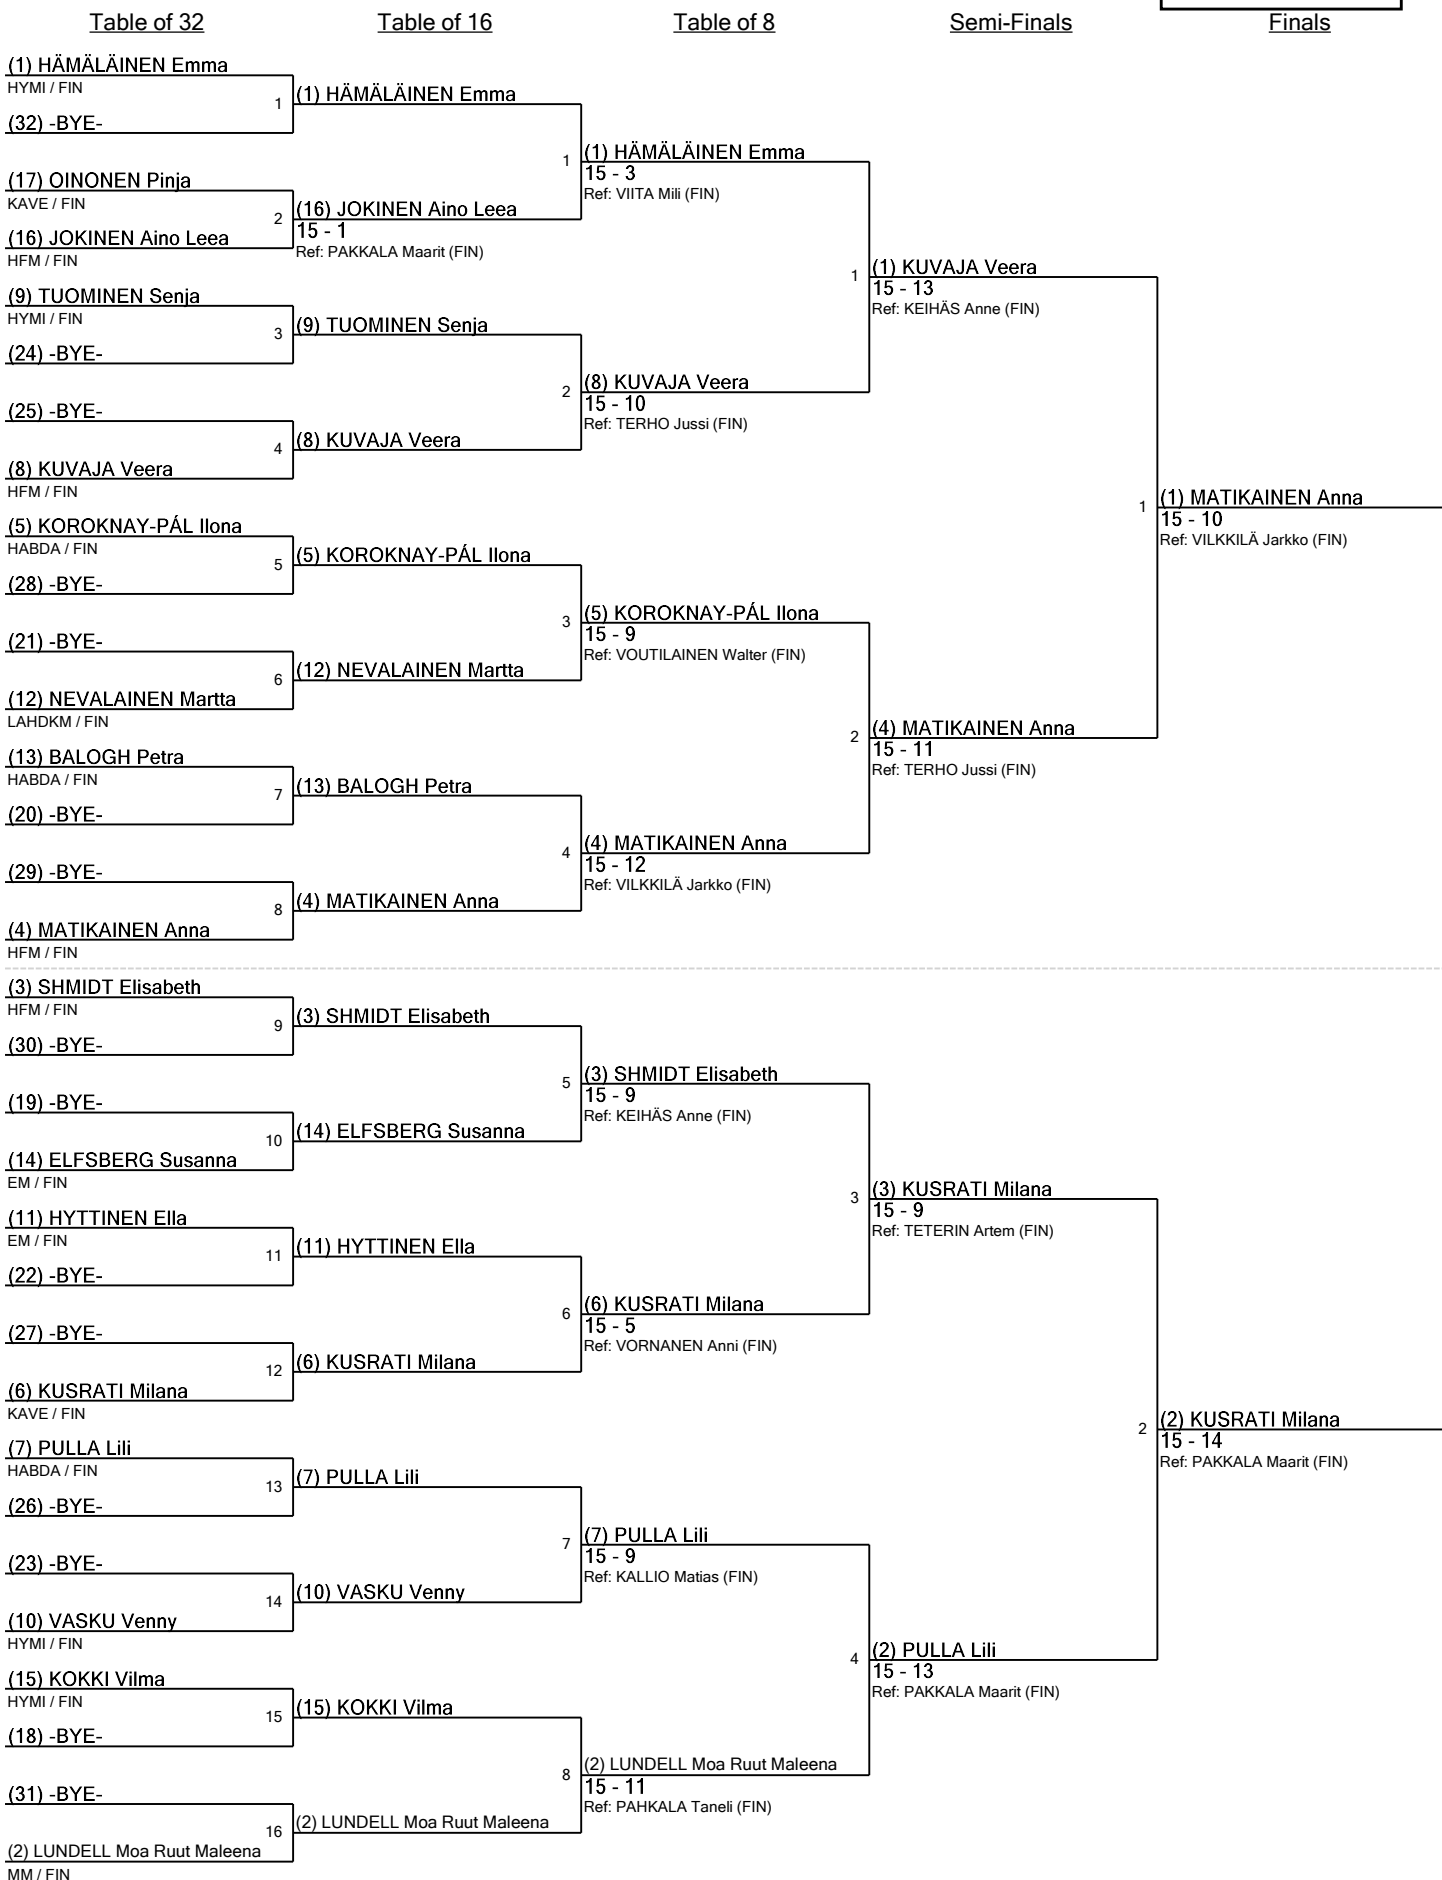 Table of 32
Table of 16
Table of 8
Semi-Finals
Finals
(1) HÄMÄLÄINEN Emma
HYMI / FIN
1
(32) -BYE-
(17) OINONEN Pinja
KAVE / FIN
2
(16) JOKINEN Aino Leea
HFM / FIN
(9) TUOMINEN Senja
HYMI / FIN
3
(24) -BYE-
(25) -BYE-
4
(8) KUVAJA Veera
HFM / FIN
(5) KOROKNAY-PÁL Ilona
HABDA / FIN
5
(28) -BYE-
(21) -BYE-
6
(12) NEVALAINEN Martta
LAHDKM / FIN
(13) BALOGH Petra
HABDA / FIN
7
(20) -BYE-
(29) -BYE-
8
(4) MATIKAINEN Anna
HFM / FIN
(3) SHMIDT Elisabeth
HFM / FIN
9
(30) -BYE-
(19) -BYE-
10
(14) ELFSBERG Susanna
EM / FIN
(11) HYTTINEN Ella
EM / FIN
11
(22) -BYE-
(27) -BYE-
12
(6) KUSRATI Milana
KAVE / FIN
(7) PULLA Lili
HABDA / FIN
13
(26) -BYE-
(23) -BYE-
14
(10) VASKU Venny
HYMI / FIN
(15) KOKKI Vilma
HYMI / FIN
15
(18) -BYE-
(31) -BYE-
16
(2) LUNDELL Moa Ruut Maleena
MM / FIN
(1) HÄMÄLÄINEN Emma
1
(16) JOKINEN Aino Leea
15 - 1
Ref: PAKKALA Maarit (FIN)
(9) TUOMINEN Senja
2
(8) KUVAJA Veera
(5) KOROKNAY-PÁL Ilona
3
(12) NEVALAINEN Martta
(13) BALOGH Petra
4
(4) MATIKAINEN Anna
(3) SHMIDT Elisabeth
5
(14) ELFSBERG Susanna
(11) HYTTINEN Ella
6
(6) KUSRATI Milana
(7) PULLA Lili
7
(10) VASKU Venny
(15) KOKKI Vilma
8
(2) LUNDELL Moa Ruut Maleena
(1) HÄMÄLÄINEN Emma
15 - 3
Ref: VIITA Mili (FIN)
1
(8) KUVAJA Veera
15 - 10
Ref: TERHO Jussi (FIN)
(5) KOROKNAY-PÁL Ilona
15 - 9
Ref: VOUTILAINEN Walter (FIN)
2
(4) MATIKAINEN Anna
15 - 12
Ref: VILKKILÄ Jarkko (FIN)
(3) SHMIDT Elisabeth
15 - 9
Ref: KEIHÄS Anne (FIN)
3
(6) KUSRATI Milana
15 - 5
Ref: VORNANEN Anni (FIN)
(7) PULLA Lili
15 - 9
Ref: KALLIO Matias (FIN)
4
(2) LUNDELL Moa Ruut Maleena
15 - 11
Ref: PAHKALA Taneli (FIN)
(1) KUVAJA Veera
15 - 13
Ref: KEIHÄS Anne (FIN)
1
(4) MATIKAINEN Anna
15 - 11
Ref: TERHO Jussi (FIN)
(3) KUSRATI Milana
15 - 9
Ref: TETERIN Artem (FIN)
2
(2) PULLA Lili
15 - 13
Ref: PAKKALA Maarit (FIN)
(1) MATIKAINEN Anna
15 - 10
Ref: VILKKILÄ Jarkko (FIN)
(2) KUSRATI Milana
15 - 14
Ref: PAKKALA Maarit (FIN)